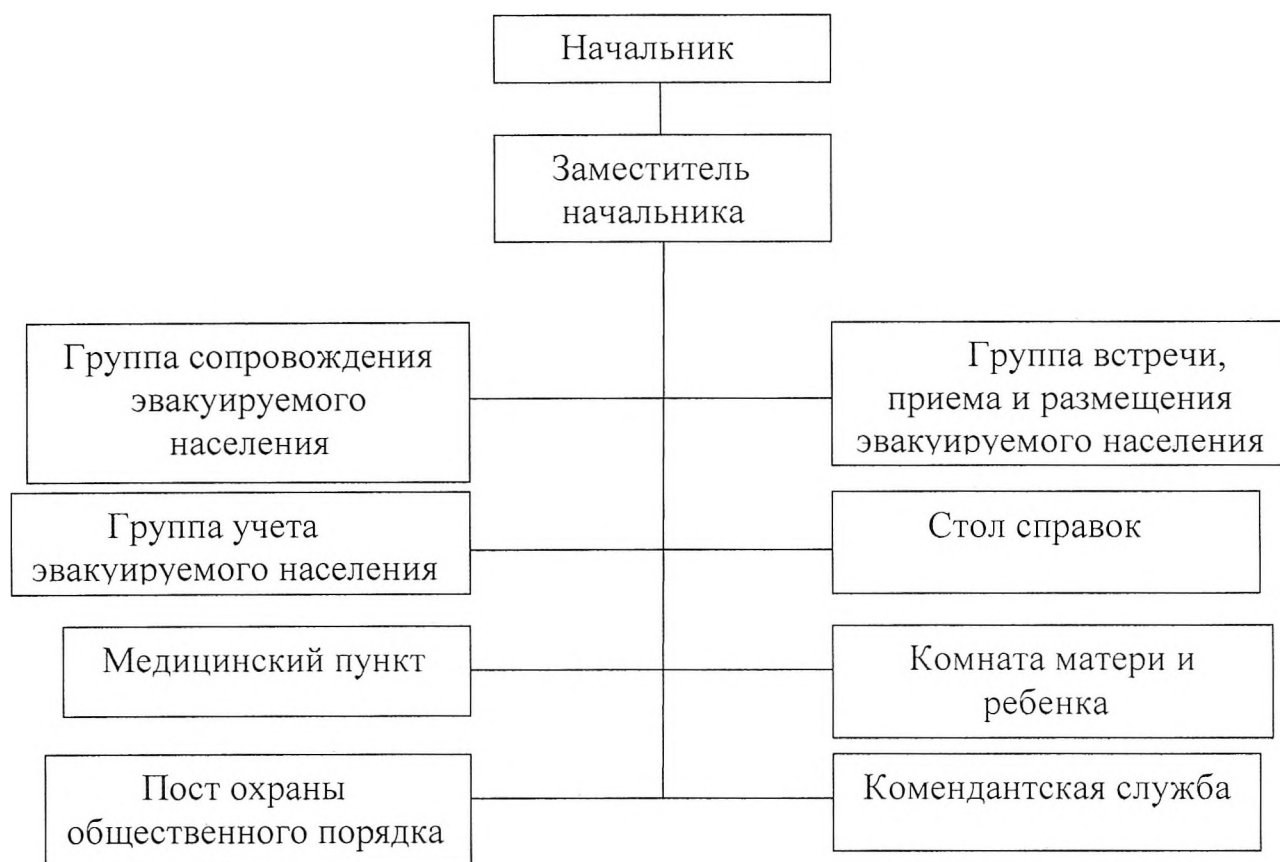 Начальник
Заместитель
начальника
Группа сопровождения
эвакуируемого
населения
Группа встречи,
приема и размещения
эвакуируемого населения
Группа учета
эвакуируемого населения
Стол справок
Медицинский пункт
Комната матери и
ребенка
Пост охраны
общественного порядка
Комендантская служба